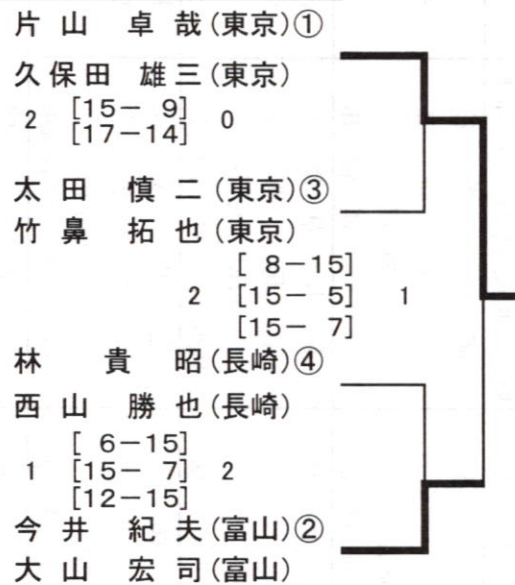 片山 卓哉(東京)①
久保田 雄三(東京)
2 [15－ 9] 0
[17－14]
太田 慎二(東京)③
竹鼻 拓也(東京)
[ 8－15]
2 [15－ 5] 1
[15－ 7]
林 貴昭(長崎)④
西山 勝也(長崎)
[ 6－15]
1 [15－ 7] 2
[12－15]
今井 紀夫(富山)②
大山 宏司(富山)